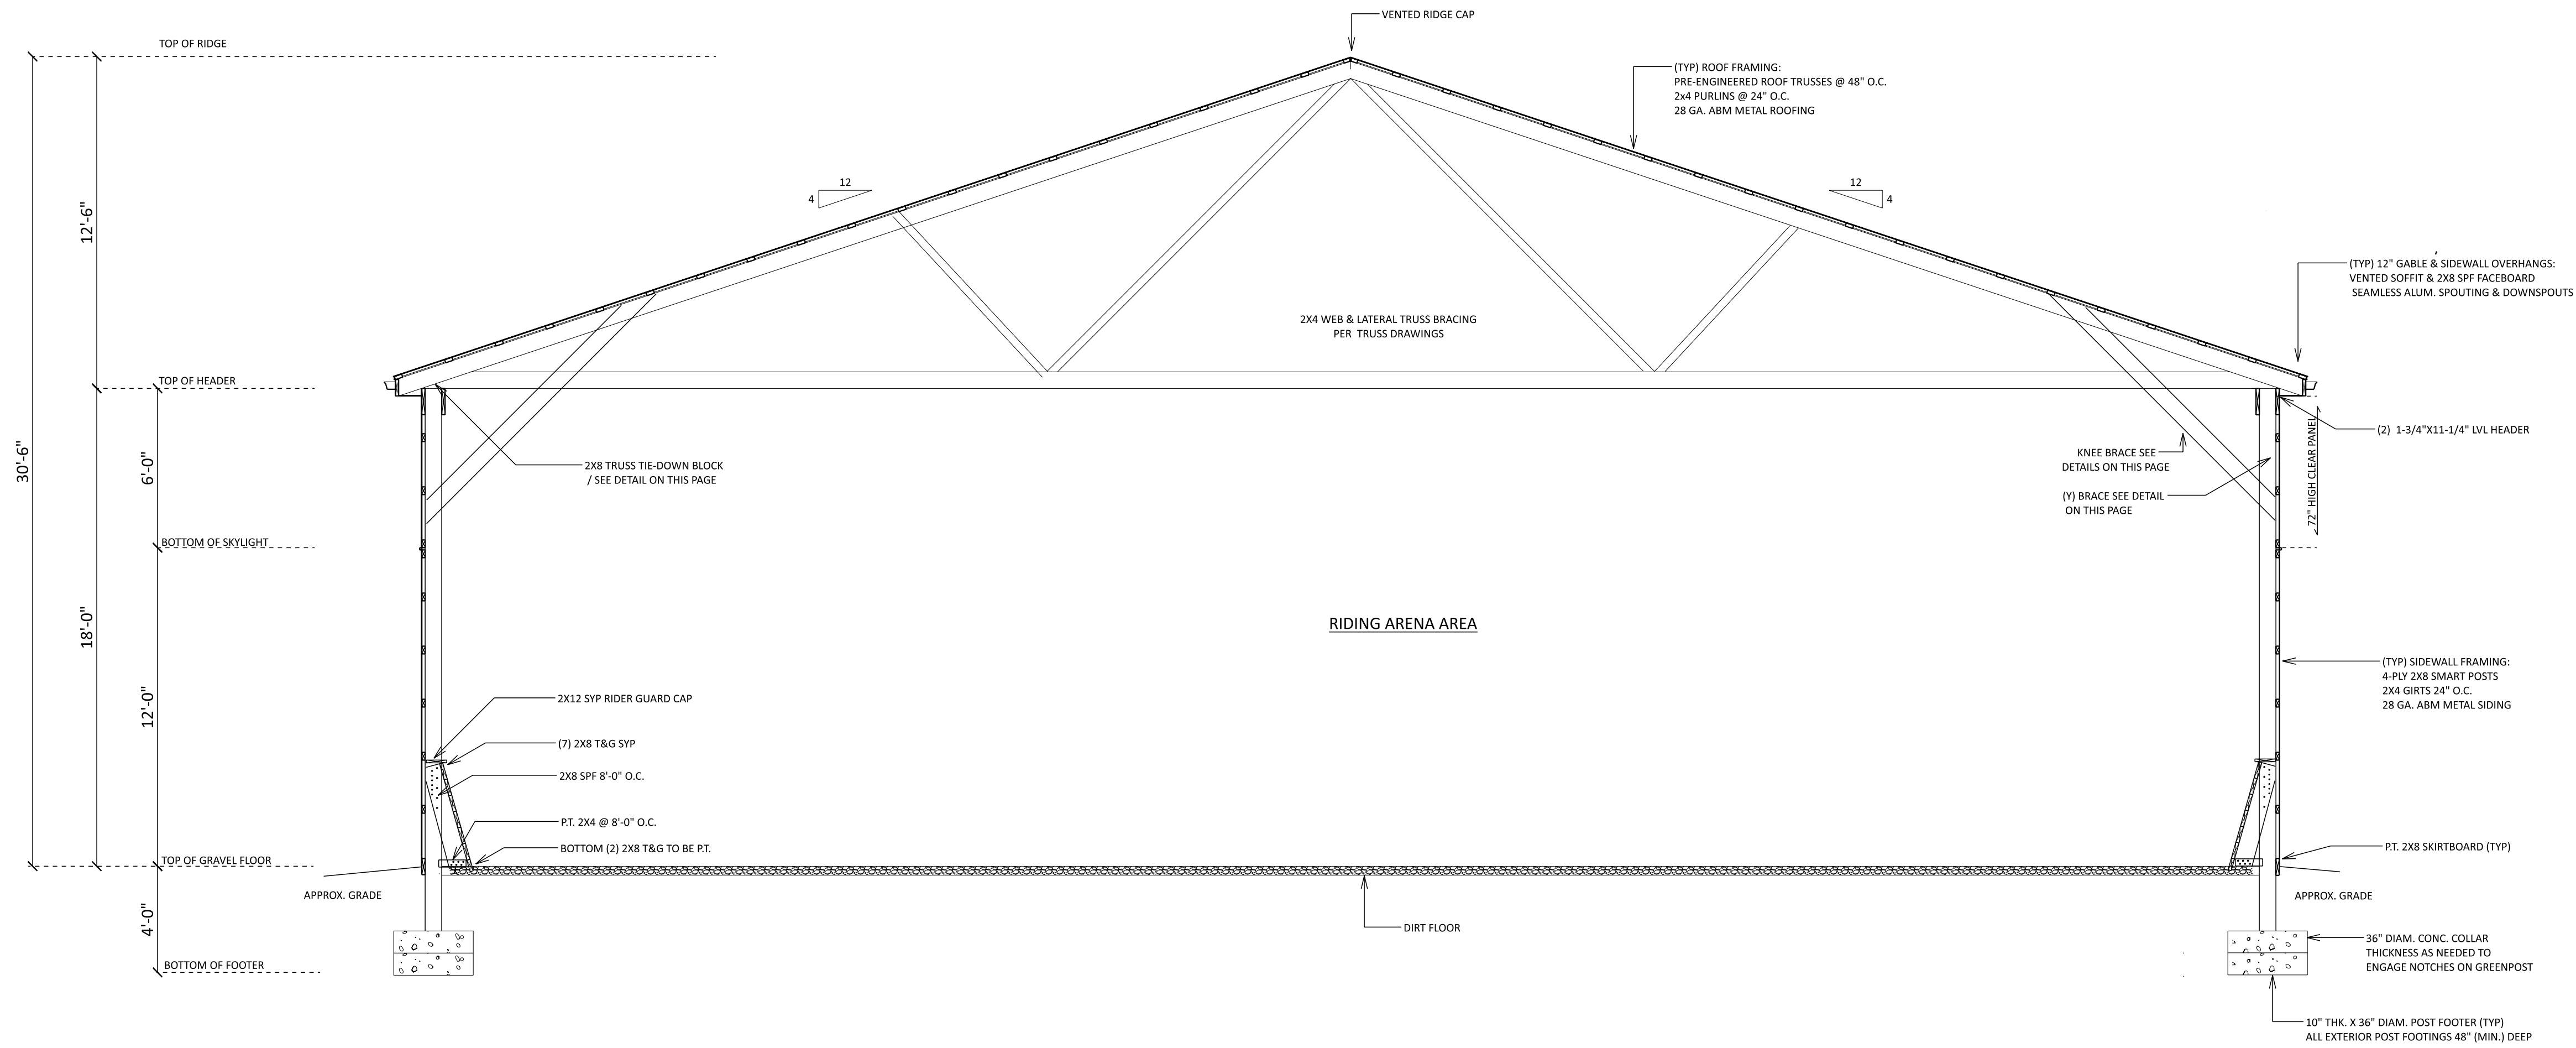 VENTED RIDGE CAP
TOP OF RIDGE
(TYP) ROOF FRAMING:
PRE-ENGINEERED ROOF TRUSSES @ 48" O.C.
2x4 PURLINS @ 24" O.C.
28 GA. ABM METAL ROOFING
12
4
12
4
12'-6"
(TYP) 12" GABLE & SIDEWALL OVERHANGS:
VENTED SOFFIT & 2X8 SPF FACEBOARD
SEAMLESS ALUM. SPOUTING & DOWNSPOUTS
2X4 WEB & LATERAL TRUSS BRACING
PER TRUSS DRAWINGS
TOP OF HEADER
(2) 1-3/4"X11-1/4" LVL HEADER
72" HIGH CLEAR PANEL
KNEE BRACE SEE
DETAILS ON THIS PAGE
(Y) BRACE SEE DETAIL
ON THIS PAGE
30'-6"
6'-0"
2X8 TRUSS TIE-DOWN BLOCK
/ SEE DETAIL ON THIS PAGE
BOTTOM OF SKYLIGHT
18'-0"
RIDING ARENA AREA
(TYP) SIDEWALL FRAMING:
4-PLY 2X8 SMART POSTS
2X4 GIRTS 24" O.C.
28 GA. ABM METAL SIDING
12'-0"
2X12 SYP RIDER GUARD CAP
(7) 2X8 T&G SYP
2X8 SPF 8'-0" O.C.
P.T. 2X4 @ 8'-0" O.C.
BOTTOM (2) 2X8 T&G TO BE P.T.
P.T. 2X8 SKIRTBOARD (TYP)
TOP OF GRAVEL FLOOR
APPROX. GRADE
APPROX. GRADE
4'-0"
DIRT FLOOR
36" DIAM. CONC. COLLAR
THICKNESS AS NEEDED TO
ENGAGE NOTCHES ON GREENPOST
BOTTOM OF FOOTER
10" THK. X 36" DIAM. POST FOOTER (TYP)
ALL EXTERIOR POST FOOTINGS 48" (MIN.) DEEP